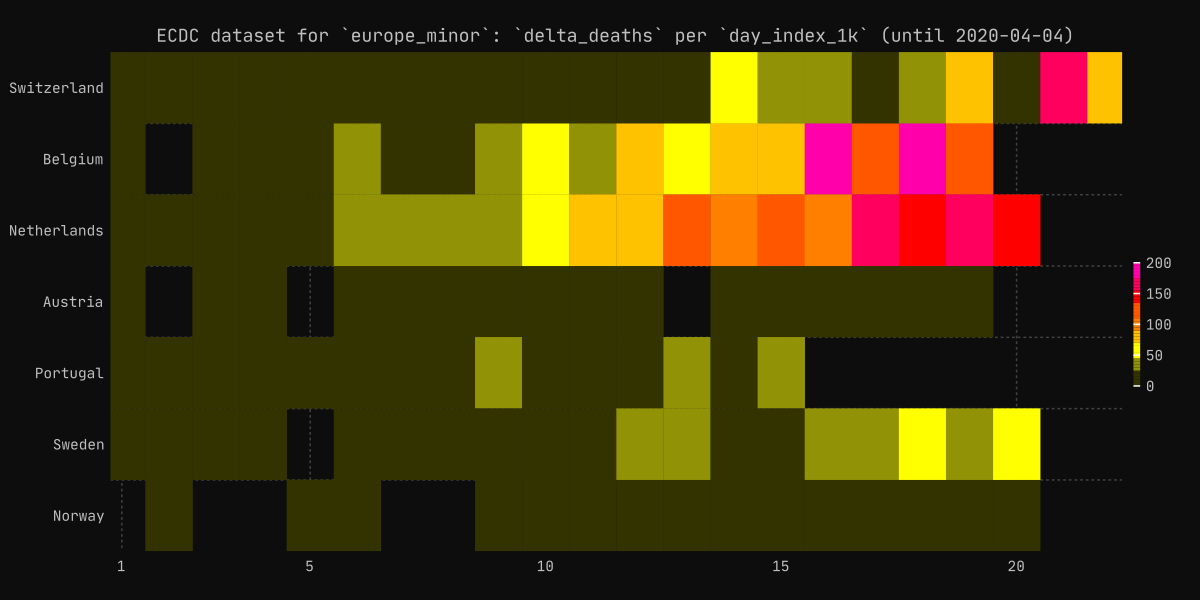 ECDC dataset for `europe_minor`: `delta_deaths` per `day_index_1k` (until 2020-04-04)
Switzerland
Belgium
Netherlands
Austria
Portugal
Sweden
Norway
200
150
100
50
0
1 5 10 15 20